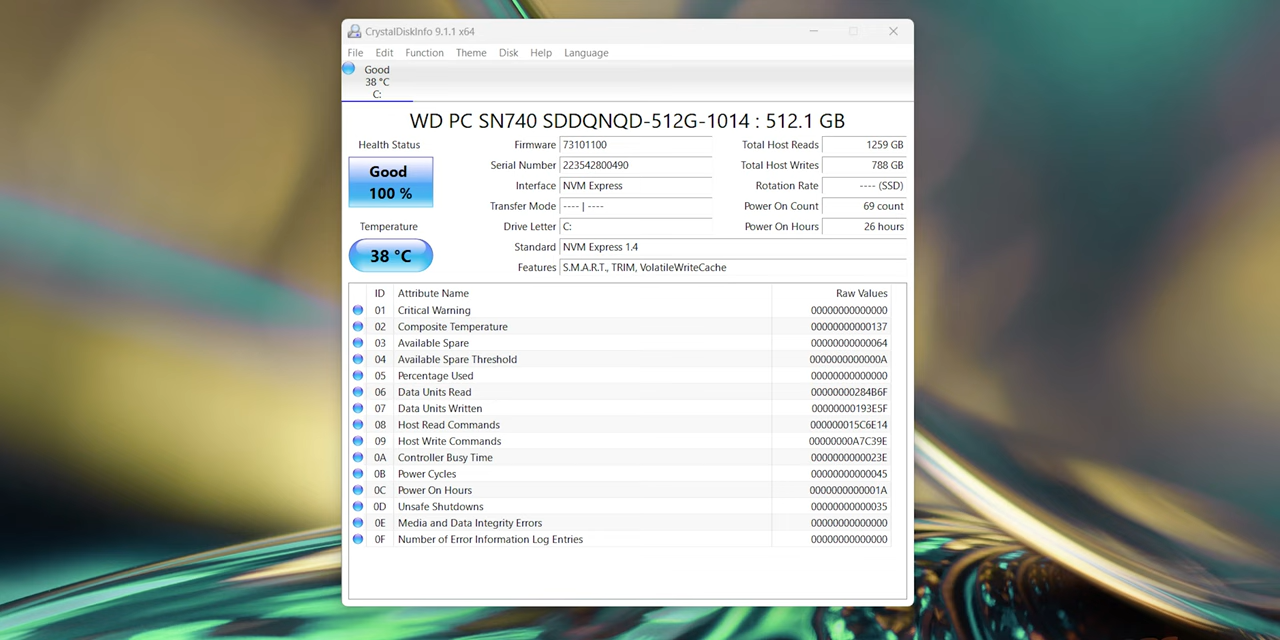 CrystalDiskInfo 9.1.1 x64
File Edit Function Theme Disk Help Language
Good
38 °C
C:
WD PC SN740 SDDQNQD-512G-1014 : 512.1 GB
Health Status
Good
100 %
Temperature
38 °C
Firmware 73101100
Serial Number 223542800490
Interface NVM Express
Transfer Mode ---- | ----
Drive Letter C:
Standard NVM Express 1.4
Features S.M.A.R.T., TRIM, VolatileWriteCache
Total Host Reads 1259 GB
Total Host Writes 788 GB
Rotation Rate ---- (SSD)
Power On Count 69 count
Power On Hours 26 hours
ID Attribute Name Raw Values
01 Critical Warning 00000000000000
02 Composite Temperature 00000000000137
03 Available Spare 00000000000064
04 Available Spare Threshold 0000000000000A
05 Percentage Used 00000000000000
06 Data Units Read 00000000284B6F
07 Data Units Written 00000000193E5F
08 Host Read Commands 000000015C6E14
09 Host Write Commands 00000000A7C39E
0A Controller Busy Time 0000000000023E
0B Power Cycles 00000000000045
0C Power On Hours 0000000000001A
0D Unsafe Shutdowns 00000000000035
0E Media and Data Integrity Errors 00000000000000
0F Number of Error Information Log Entries 00000000000000